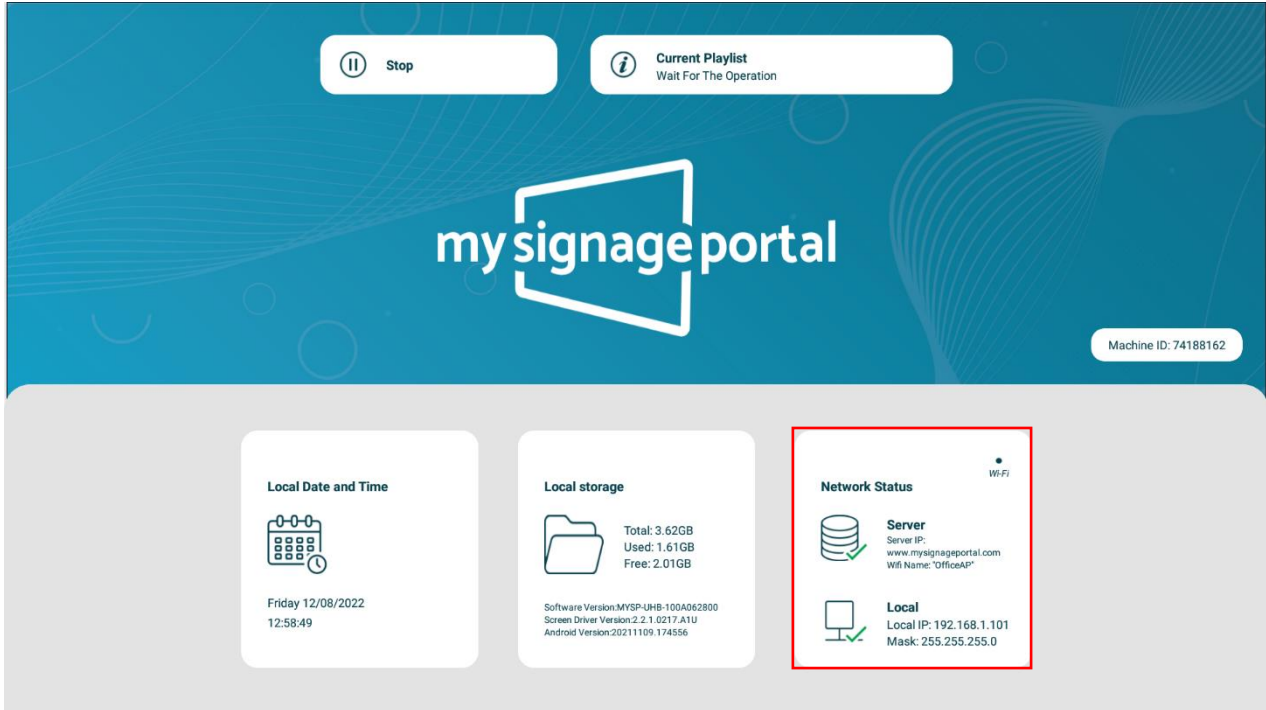 Stop
Current Playlist
Wait For The Operation
mysignageportal
Machine ID: 74188162
Local Date and Time
Friday 12/08/2022
12:58:49
Local storage
Total: 3.62GB
Used: 1.61GB
Free: 2.01GB
Software Version:MYSP-UHB-100A062800
Screen Driver Version:2.2.1.0217.A1U
Android Version:20211109.174556
Wi-Fi
Network Status
Server
Server IP:
www.mysignageportal.com
Wifi Name: "OfficeAP"
Local
Local IP: 192.168.1.101
Mask: 255.255.255.0